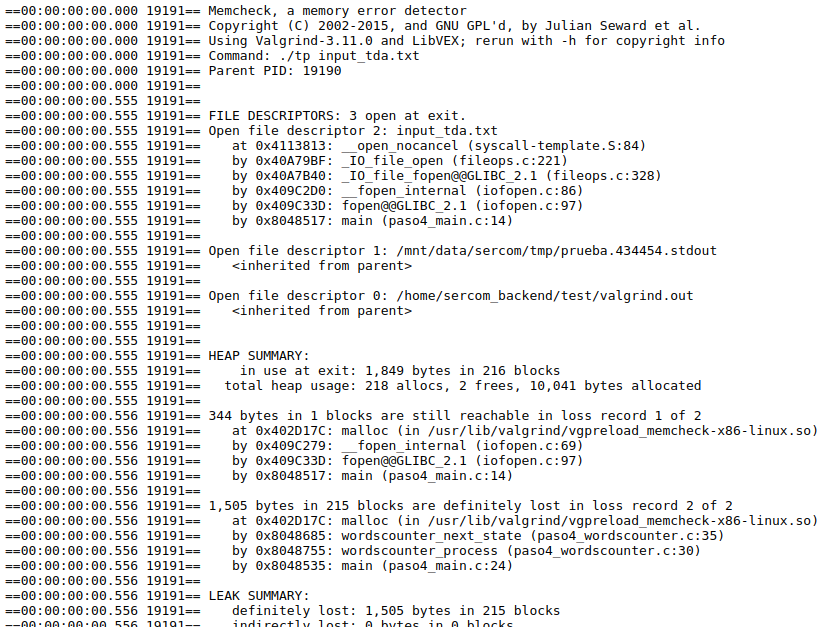 ==00:00:00:00.000 19191== Memcheck, a memory error detector
==00:00:00:00.000 19191== Copyright (C) 2002-2015, and GNU GPL'd, by Julian Seward et al.
==00:00:00:00.000 19191== Using Valgrind-3.11.0 and LibVEX; rerun with -h for copyright info
==00:00:00:00.000 19191== Command: ./tp input_tda.txt
==00:00:00:00.000 19191== Parent PID: 19190
==00:00:00:00.000 19191==
==00:00:00:00.555 19191==
==00:00:00:00.555 19191== FILE DESCRIPTORS: 3 open at exit.
==00:00:00:00.555 19191== Open file descriptor 2: input_tda.txt
==00:00:00:00.555 19191==    at 0x4113813: __open_nocancel (syscall-template.S:84)
==00:00:00:00.555 19191==    by 0x40A79BF: _IO_file_open (fileops.c:221)
==00:00:00:00.555 19191==    by 0x40A7B40: _IO_file_fopen@@GLIBC_2.1 (fileops.c:328)
==00:00:00:00.555 19191==    by 0x409C2D0: __fopen_internal (iofopen.c:86)
==00:00:00:00.555 19191==    by 0x409C33D: fopen@@GLIBC_2.1 (iofopen.c:97)
==00:00:00:00.555 19191==    by 0x8048517: main (paso4_main.c:14)
==00:00:00:00.555 19191==
==00:00:00:00.555 19191== Open file descriptor 1: /mnt/data/sercom/tmp/prueba.434454.stdout
==00:00:00:00.555 19191==    <inherited from parent>
==00:00:00:00.555 19191==
==00:00:00:00.555 19191== Open file descriptor 0: /home/sercom_backend/test/valgrind.out
==00:00:00:00.555 19191==    <inherited from parent>
==00:00:00:00.555 19191==
==00:00:00:00.555 19191==
==00:00:00:00.555 19191== HEAP SUMMARY:
==00:00:00:00.555 19191==     in use at exit: 1,849 bytes in 216 blocks
==00:00:00:00.555 19191==   total heap usage: 218 allocs, 2 frees, 10,041 bytes allocated
==00:00:00:00.555 19191==
==00:00:00:00.556 19191== 344 bytes in 1 blocks are still reachable in loss record 1 of 2
==00:00:00:00.556 19191==    at 0x402D17C: malloc (in /usr/lib/valgrind/vgpreload_memcheck-x86-linux.so)
==00:00:00:00.556 19191==    by 0x409C279: __fopen_internal (iofopen.c:69)
==00:00:00:00.556 19191==    by 0x409C33D: fopen@@GLIBC_2.1 (iofopen.c:97)
==00:00:00:00.556 19191==    by 0x8048517: main (paso4_main.c:14)
==00:00:00:00.556 19191==
==00:00:00:00.556 19191== 1,505 bytes in 215 blocks are definitely lost in loss record 2 of 2
==00:00:00:00.556 19191==    at 0x402D17C: malloc (in /usr/lib/valgrind/vgpreload_memcheck-x86-linux.so)
==00:00:00:00.556 19191==    by 0x8048685: wordscounter_next_state (paso4_wordscounter.c:35)
==00:00:00:00.556 19191==    by 0x8048755: wordscounter_process (paso4_wordscounter.c:30)
==00:00:00:00.556 19191==    by 0x8048535: main (paso4_main.c:24)
==00:00:00:00.556 19191==
==00:00:00:00.556 19191== LEAK SUMMARY:
==00:00:00:00.556 19191==    definitely lost: 1,505 bytes in 215 blocks
==00:00:00:00.556 19191==    indirectly lost: 0 bytes in 0 blocks